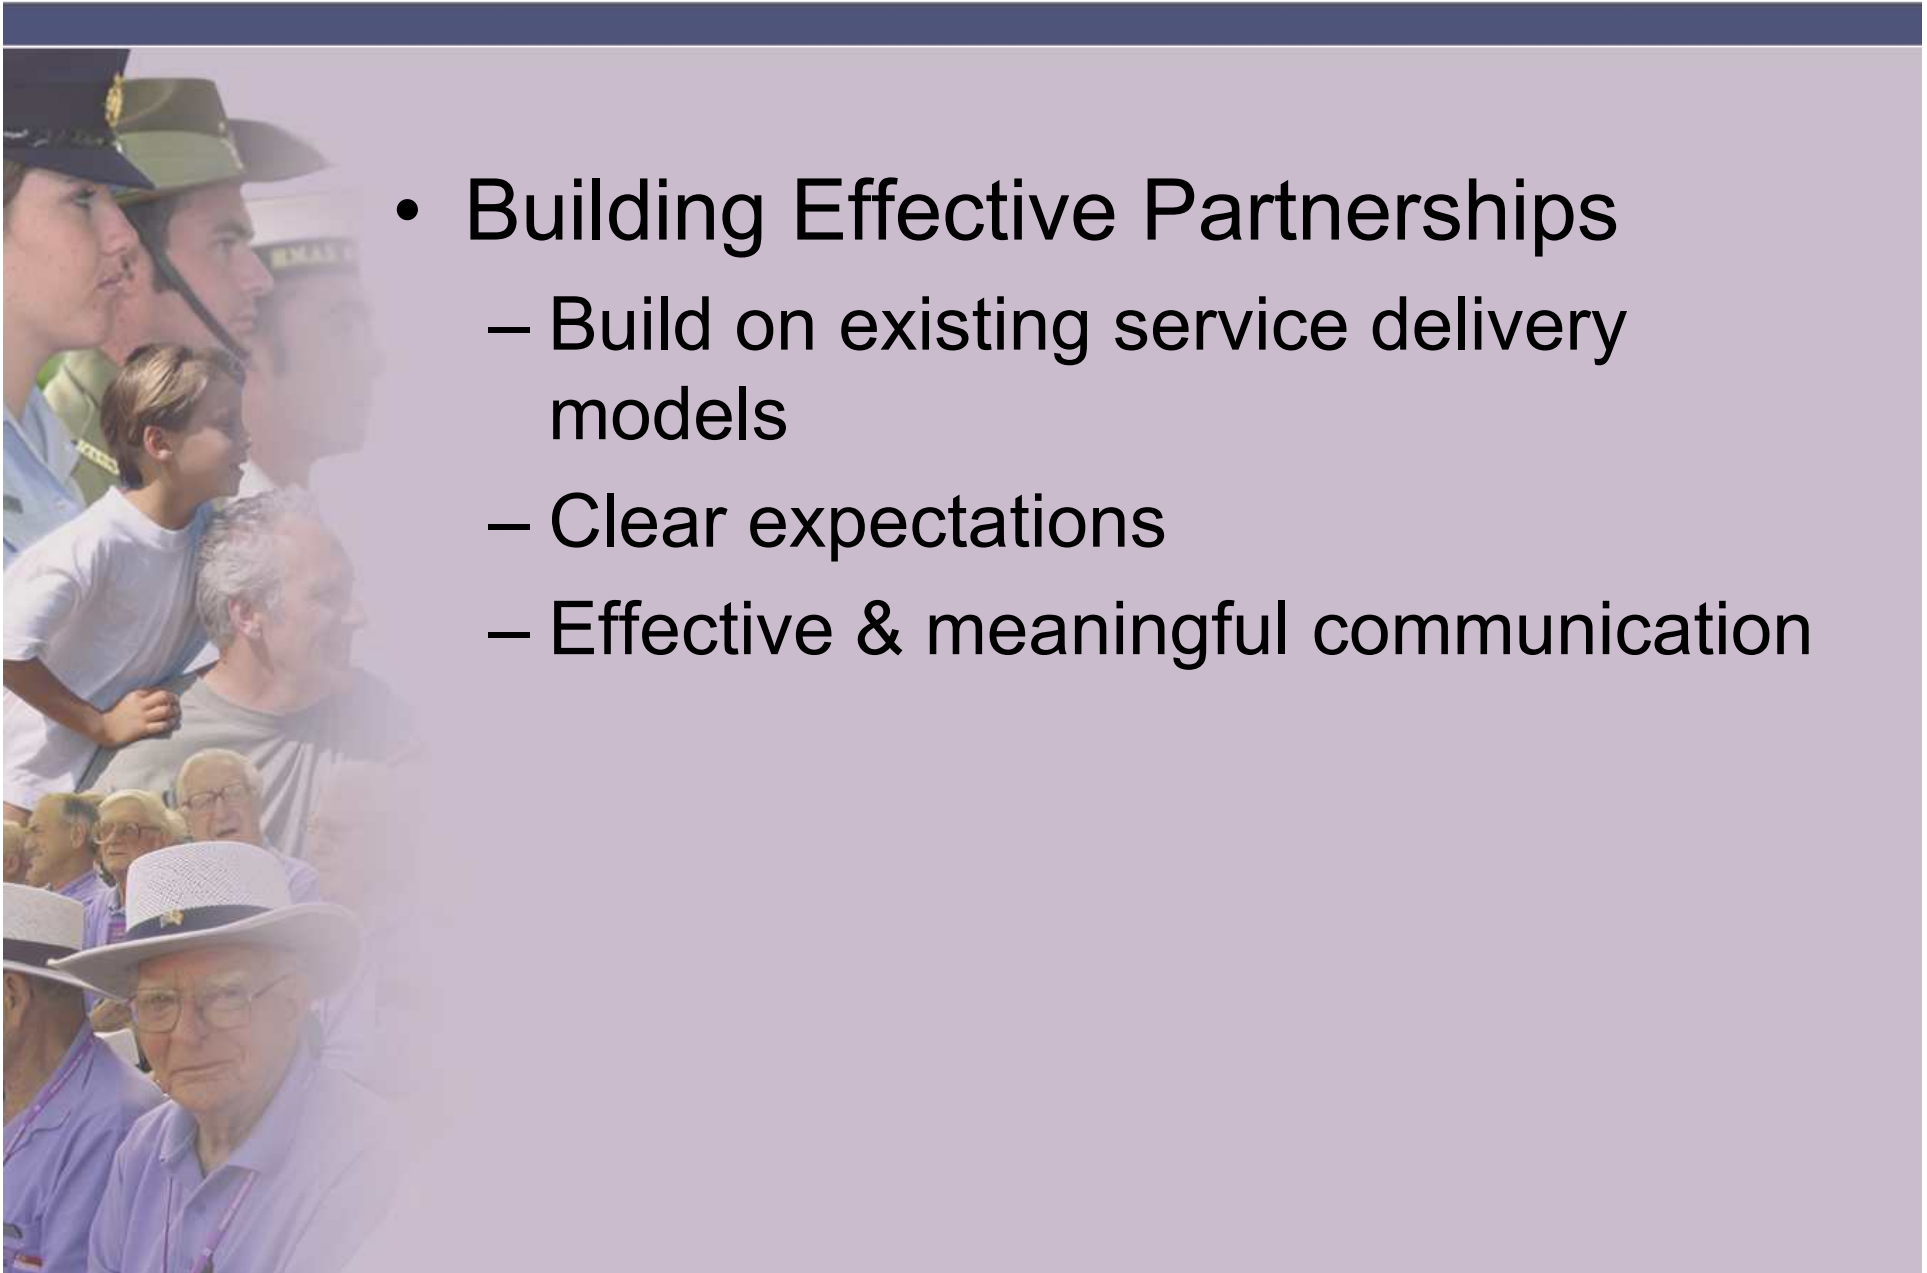 • Building Effective Partnerships
– Build on existing service delivery
models
– Clear expectations
– Effective & meaningful communication